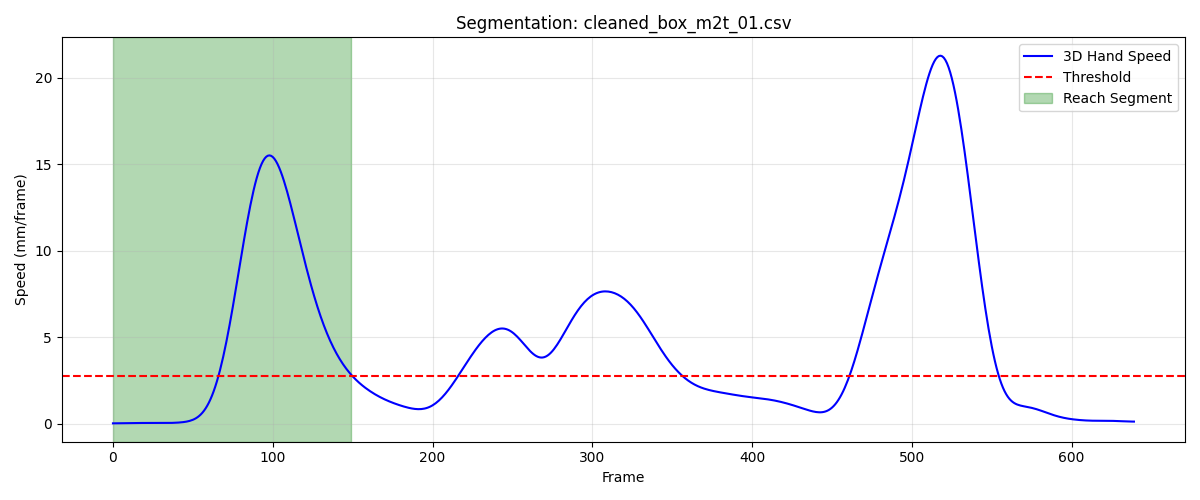 Segmentation: cleaned_box_m2t_01.csv
3D Hand Speed
Threshold
Reach Segment
Speed (mm/frame)
20
15
10
5
0
0 100 200 300 400 500 600
Frame